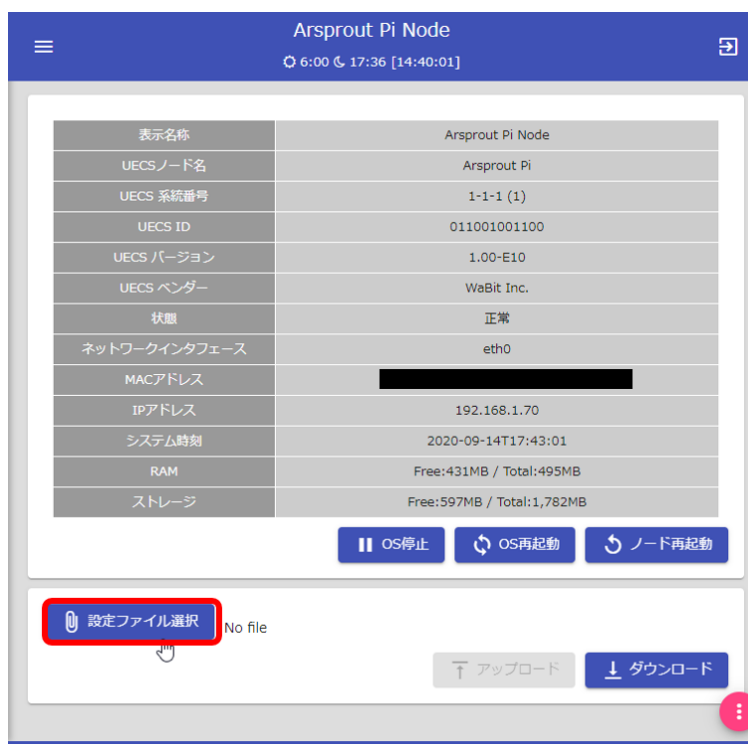 Arsprout Pi Node
6:00 17:36 [14:40:01]
表示名称 Arsprout Pi Node
UECSノード名 Arsprout Pi
UECS 系統番号 1-1-1 (1)
UECS ID 011001001100
UECS バージョン 1.00-E10
UECS ベンダー WaBit Inc.
状態 正常
ネットワークインタフェース eth0
MACアドレス
IPアドレス 192.168.1.70
システム時刻 2020-09-14T17:43:01
RAM Free:431MB / Total:495MB
ストレージ Free:597MB / Total:1,782MB
OS停止 OS再起動 ノード再起動
設定ファイル選択 No file
アップロード ダウンロード